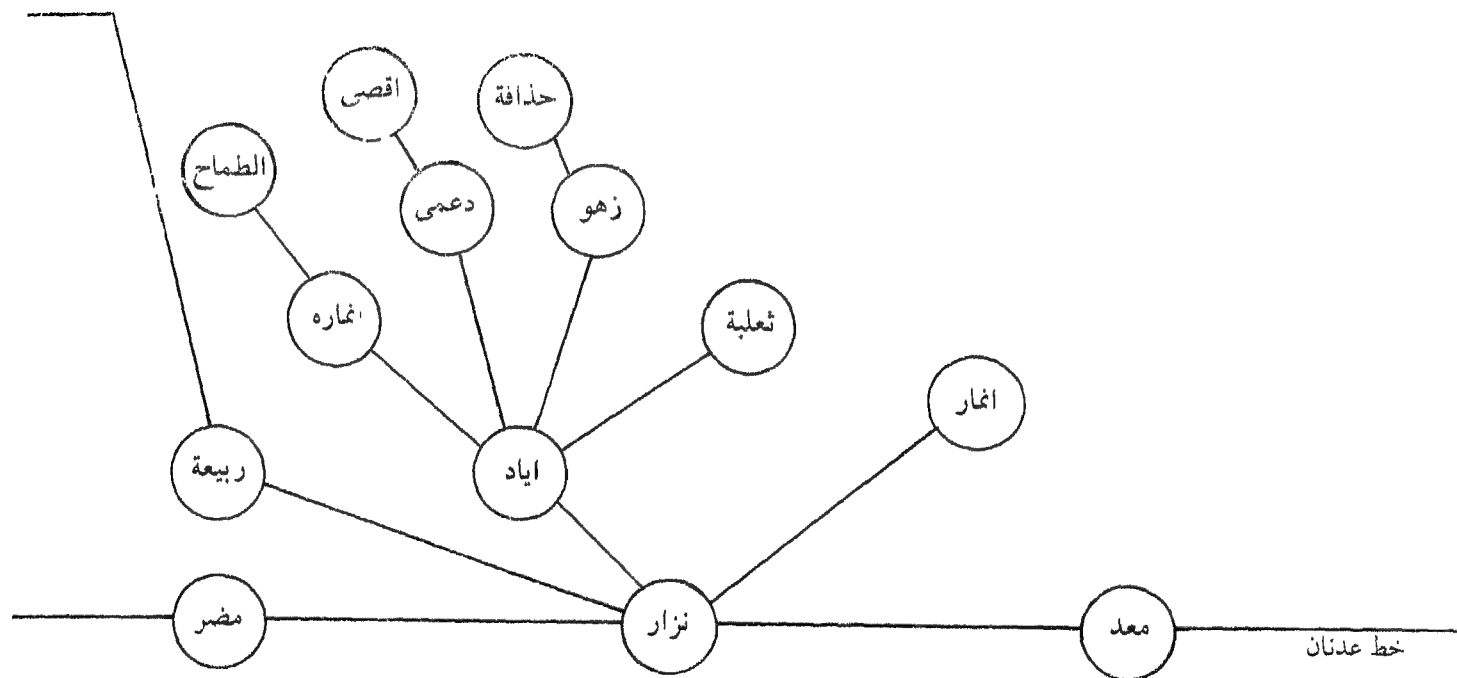 اقصى
حذافة
الطماح
دعمى
زهو
انماره
ثعلبة
انمار
ربيعة
اياد
مضر
نزار
معد
خط عدنان